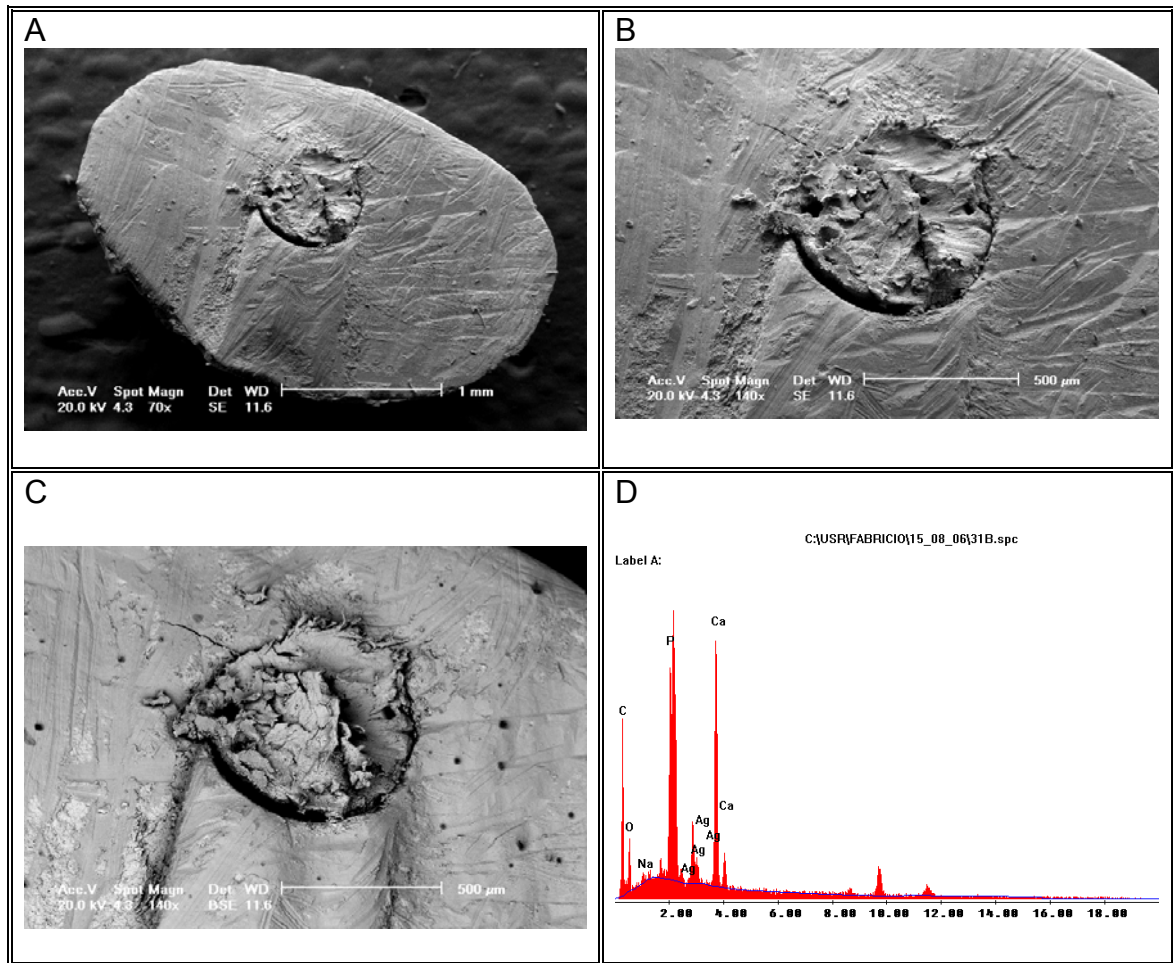 A
Acc.V Spot Magn Det WD 1 mm
20.0 kV 4.3 70x SE 11.6
B
Acc.V Spot Magn Det WD 500 µm
20.0 kV 4.3 140x SE 11.6
C
Acc.V Spot Magn Det WD 500 µm
20.0 kV 4.3 140x BSE 11.6
D
C:\USR\FABRICIO\15_08_06\31B.spc
Label A:
Ca
P
C
Ca
Ag
O
Ag
Ag
Na
Ag
2.00 4.00 6.00 8.00 10.00 12.00 14.00 16.00 18.00